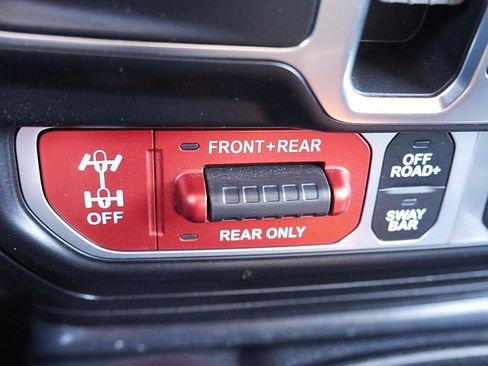 OFF
FRONT+REAR
REAR ONLY
OFF
ROAD+
SWAY
BAR